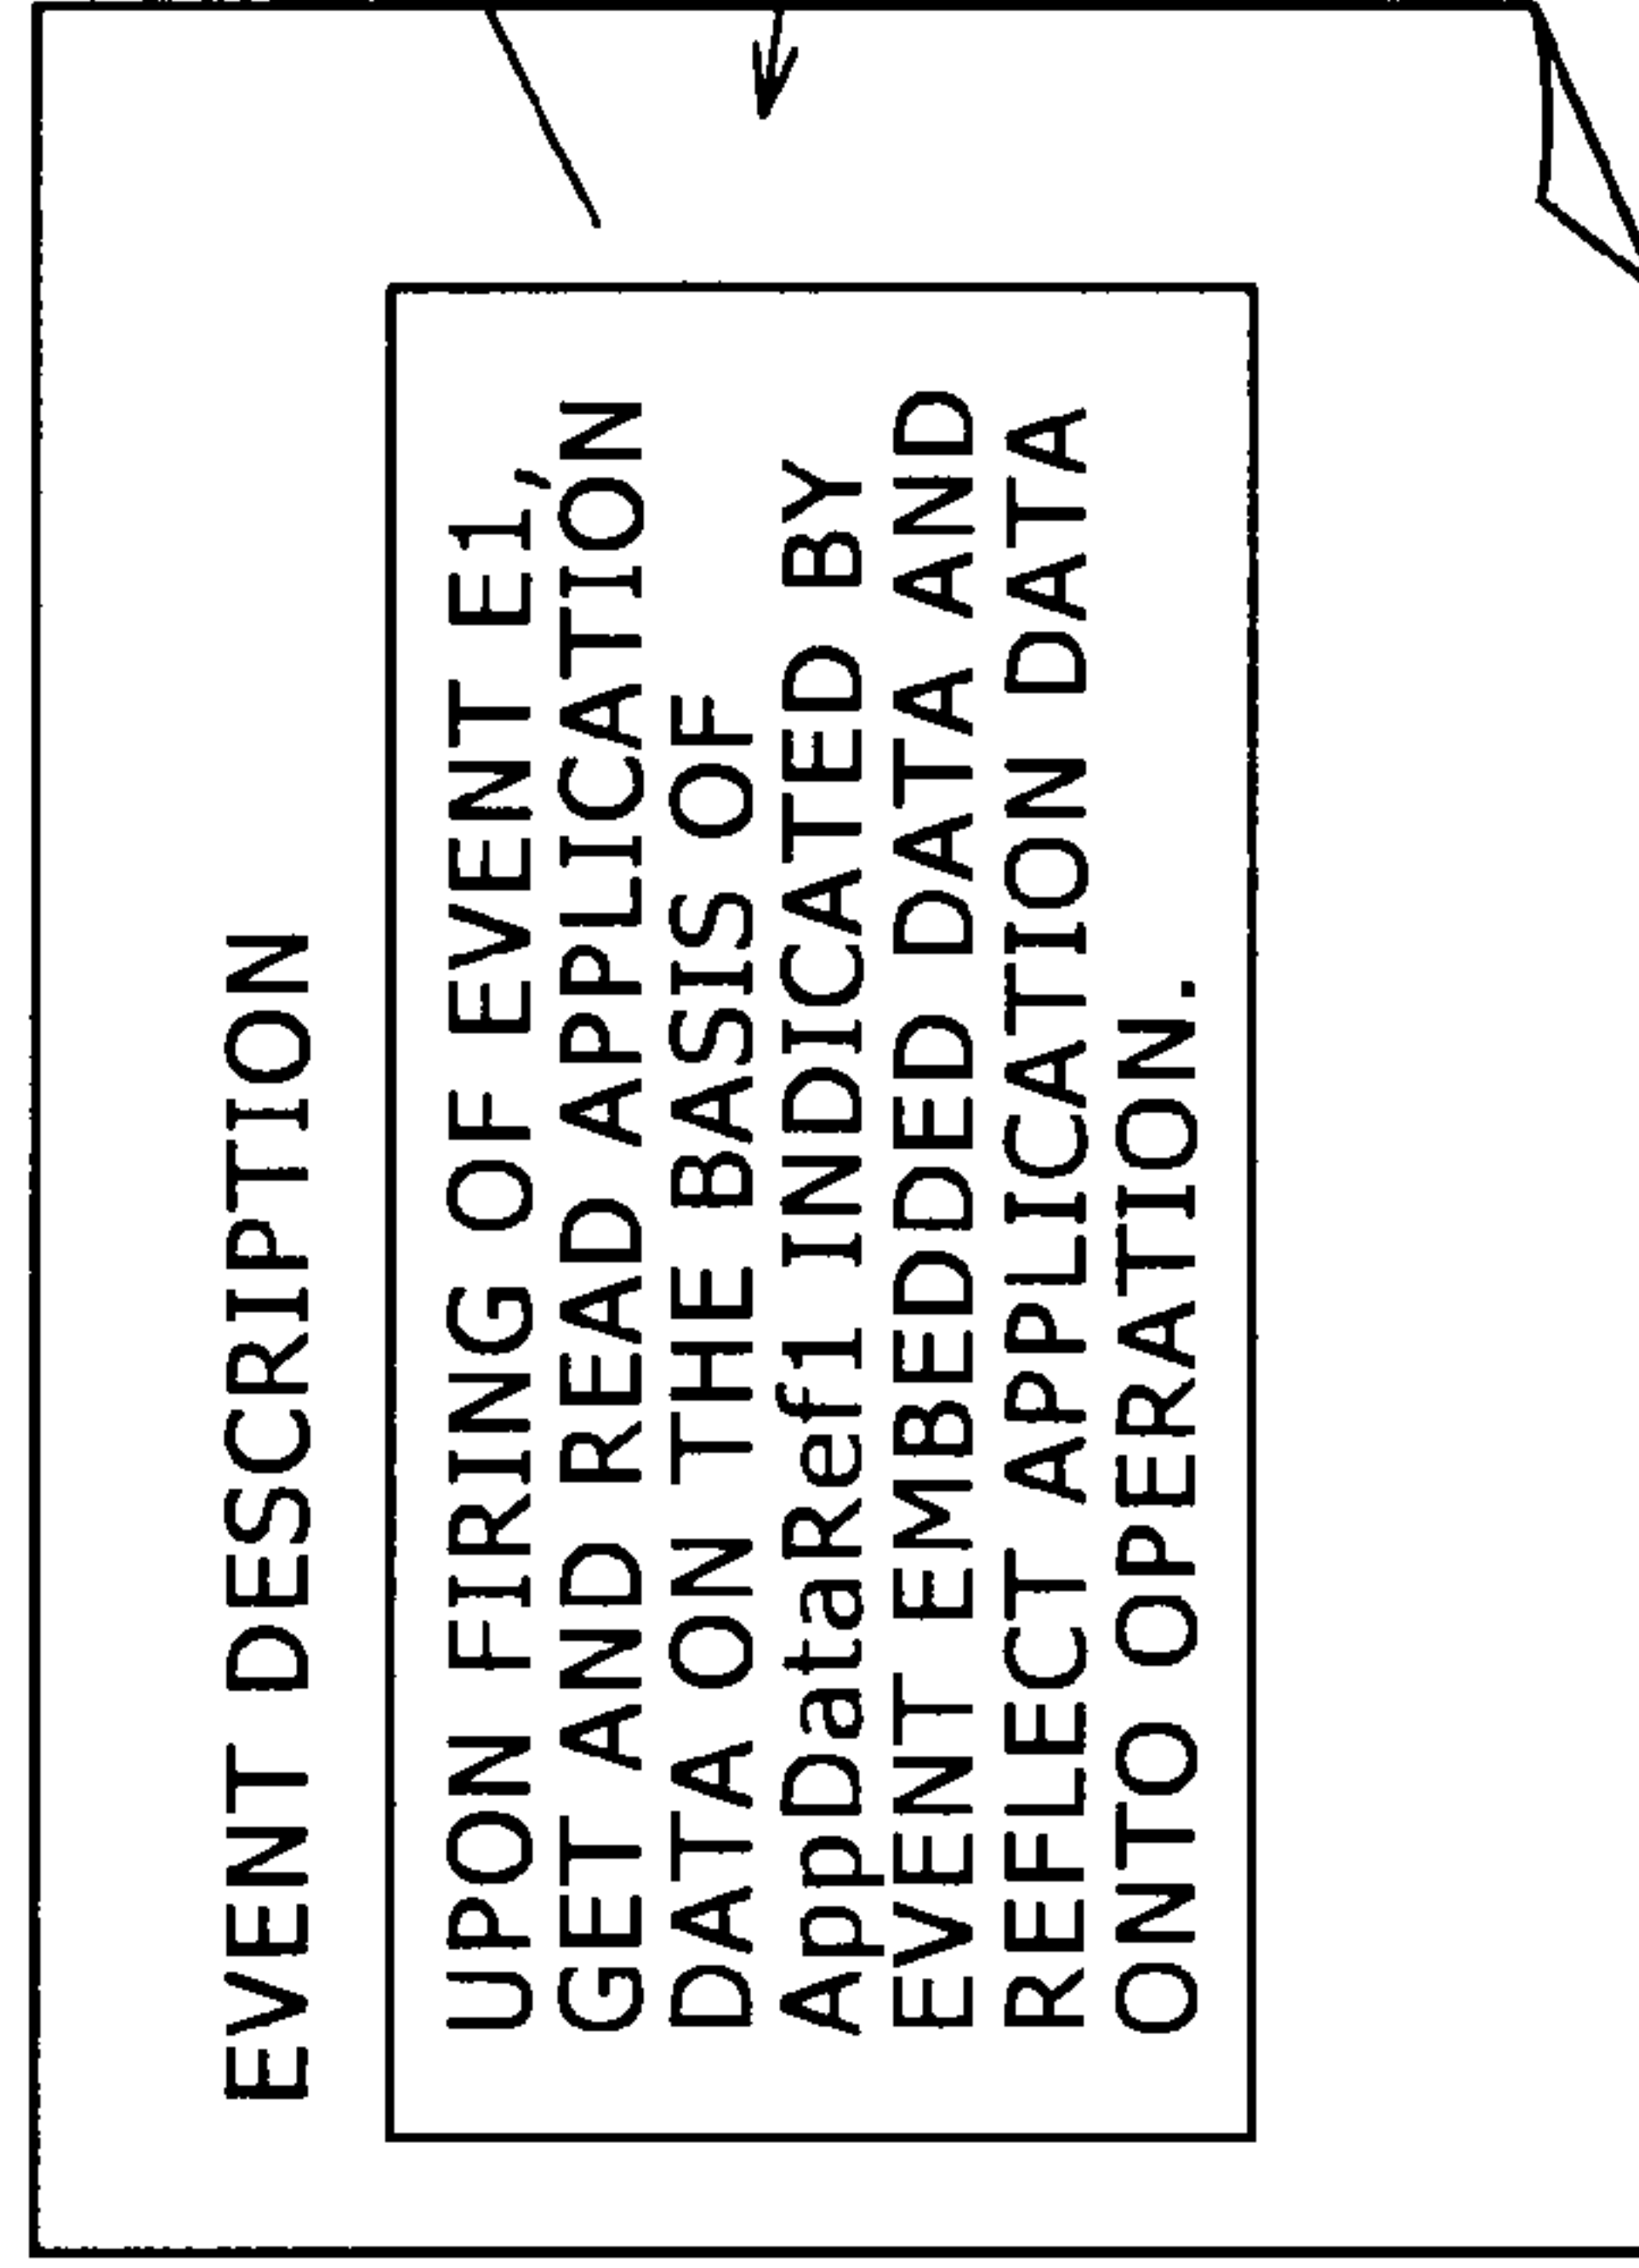 EVENT DESCRIPTION
UPON FIRING OF EVENT E1,
GET AND READ APPLICATION
DATA ON THE BASIS OF
AppDataRef1 INDICATED BY
EVENT EMBEDDED DATA AND
REFLECT APPLICATION DATA
ONTO OPERATION.